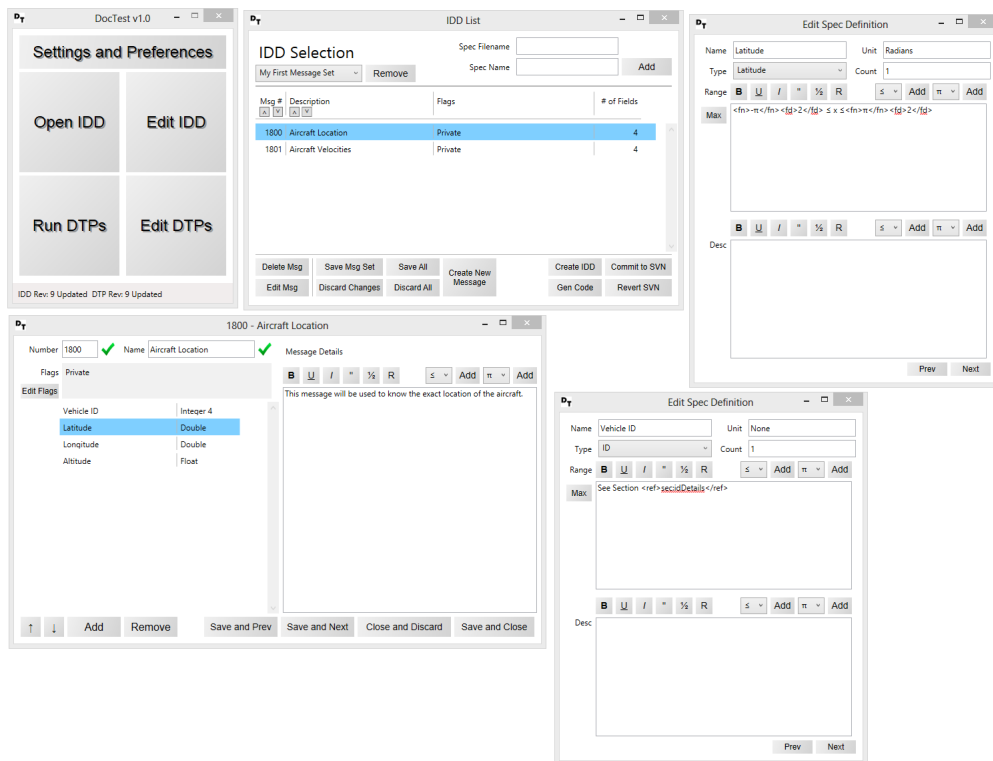 DT DocTest v1.0
Settings and Preferences
Open IDD Edit IDD
Run DTPs Edit DTPs
IDD Rev: 9 Updated DTP Rev: 9 Updated
DT IDD List
IDD Selection
Spec Filename
My First Message Set Remove
Spec Name Add
Msg # Description Flags # of Fields
1800 Aircraft Location Private 4
1801 Aircraft Velocities Private 4
Delete Msg Save Msg Set Save All Create New Message Create IDD Commit to SVN
Edit Msg Discard Changes Discard All Gen Code Revert SVN
DT Edit Spec Definition
Name Latitude Unit Radians
Type Latitude Count 1
Range B U I " ½ R ≤ Add π Add
Max <fn>-π</fn><fd>2</fd> ≤ x ≤<fn>π</fn><fd>2</fd>
B U I " ½ R ≤ Add π Add
Desc
Prev Next
DT 1800 - Aircraft Location
Number 1800 Name Aircraft Location Message Details
Flags Private
B U I " ½ R ≤ Add π Add
Edit Flags
This message will be used to know the exact location of the aircraft.
Vehicle ID Integer 4
Latitude Double
Longitude Double
Altitude Float
↑ ↓ Add Remove Save and Prev Save and Next Close and Discard Save and Close
DT Edit Spec Definition
Name Vehicle ID Unit None
Type ID Count 1
Range B U I " ½ R ≤ Add π Add
Max See Section <ref>sec:idDetails</ref>
B U I " ½ R ≤ Add π Add
Desc
Prev Next